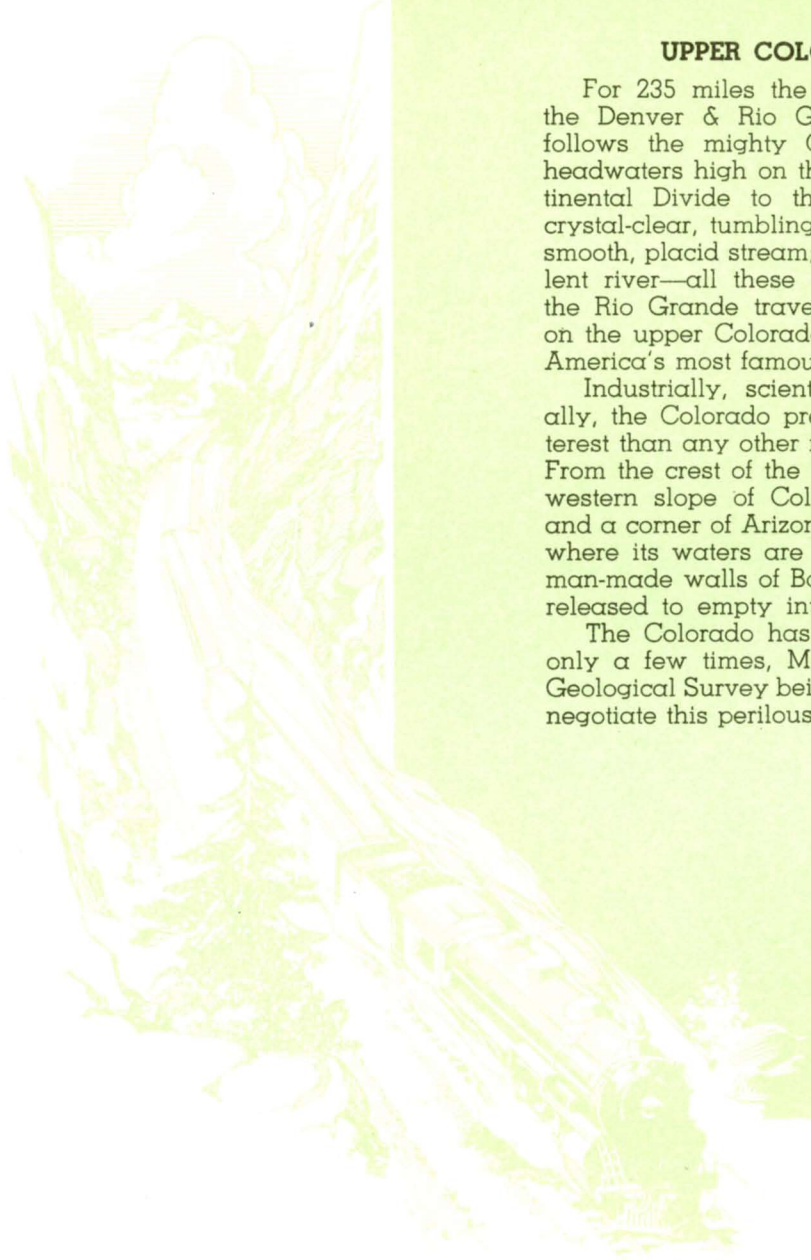 UPPER COL
For 235 miles the
the Denver & Rio G
follows the mighty
headwaters high on th
tinental Divide to th
crystal-clear, tumbling
smooth, placid stream,
lent river—all these
the Rio Grande trave
on the upper Colorad
America's most famou
Industrially, scient
ally, the Colorado pr
terest than any other
From the crest of the
western slope of Col
and a corner of Arizon
where its waters are
man-made walls of Bo
released to empty in
The Colorado has
only a few times, M
Geological Survey bei
negotiate this perilous